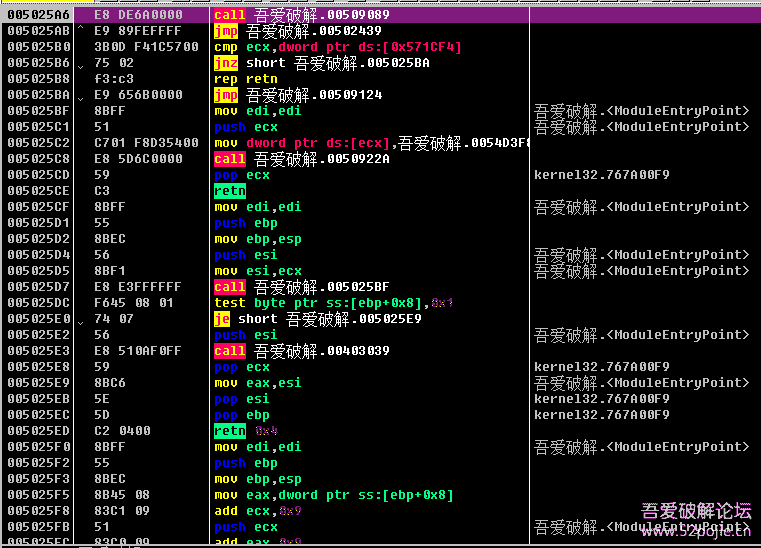 005025A6 E8 DE6A0000 call 吾爱破解.00509089
005025AB ^ E9 89FEFFFF jmp 吾爱破解.00502439
005025B0 3B0D F41C5700 cmp ecx,dword ptr ds:[0x571CF4]
005025B6 75 02 jnz short 吾爱破解.005025BA
005025B8 f3:c3 rep retn
005025BA E9 656B0000 jmp 吾爱破解.00509124
005025BF 8BFF mov edi,edi 吾爱破解.<ModuleEntryPoint>
005025C1 51 push ecx 吾爱破解.<ModuleEntryPoint>
005025C2 C701 F8D35400 mov dword ptr ds:[ecx],吾爱破解.0054D3F8
005025C8 E8 5D6C0000 call 吾爱破解.0050922A
005025CD 59 pop ecx kernel32.767A00F9
005025CE C3 retn
005025CF 8BFF mov edi,edi 吾爱破解.<ModuleEntryPoint>
005025D1 55 push ebp
005025D2 8BEC mov ebp,esp
005025D4 56 push esi 吾爱破解.<ModuleEntryPoint>
005025D5 8BF1 mov esi,ecx 吾爱破解.<ModuleEntryPoint>
005025D7 E8 E3FFFFFF call 吾爱破解.005025BF
005025DC F645 08 01 test byte ptr ss:[ebp+0x8],0x1
005025E0 74 07 je short 吾爱破解.005025E9
005025E2 56 push esi 吾爱破解.<ModuleEntryPoint>
005025E3 E8 510AF0FF call 吾爱破解.00403039
005025E8 59 pop ecx kernel32.767A00F9
005025E9 8BC6 mov eax,esi 吾爱破解.<ModuleEntryPoint>
005025EB 5E pop esi kernel32.767A00F9
005025EC 5D pop ebp kernel32.767A00F9
005025ED C2 0400 retn 0x4
005025F0 8BFF mov edi,edi 吾爱破解.<ModuleEntryPoint>
005025F2 55 push ebp
005025F3 8BEC mov ebp,esp
005025F5 8B45 08 mov eax,dword ptr ss:[ebp+0x8]
005025F8 83C1 09 add ecx,0x9
005025FB 51 push ecx 吾爱破解.<ModuleEntryPoint>
005025FC 83C0 09 add eax,0x9
吾爱破解论坛
www.52pojie.cn